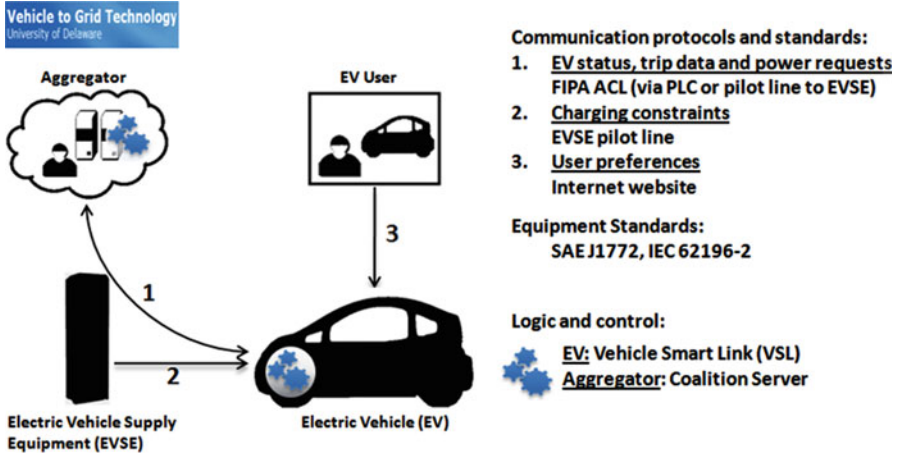 Vehicle to Grid Technology
University of Delaware
Aggregator
EV User
1
2
3
Electric Vehicle Supply
Equipment (EVSE)
Electric Vehicle (EV)
Communication protocols and standards:
1. EV status, trip data and power requests
FIPA ACL (via PLC or pilot line to EVSE)
2. Charging constraints
EVSE pilot line
3. User preferences
Internet website
Equipment Standards:
SAE J1772, IEC 62196-2
Logic and control:
EV: Vehicle Smart Link (VSL)
Aggregator: Coalition Server